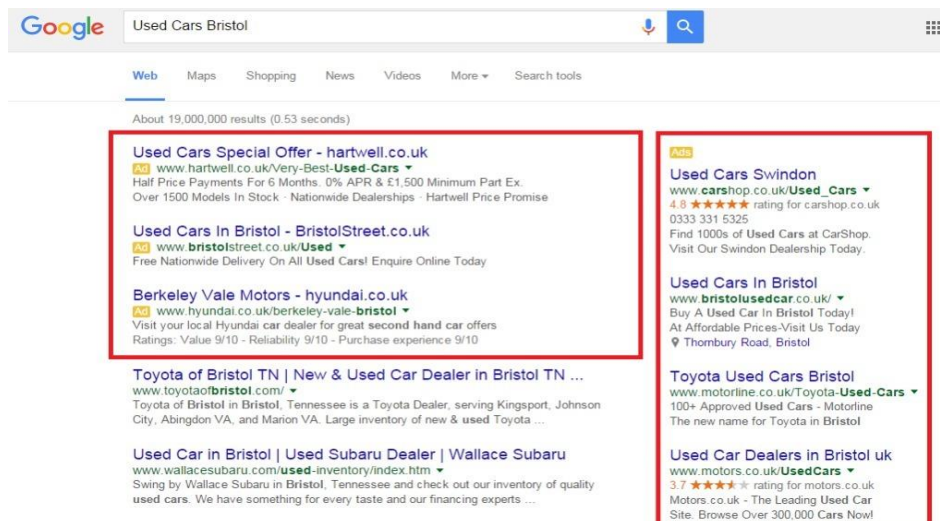 Google
Used Cars Bristol
Web Maps Shopping News Videos More Search tools
About 19,000,000 results (0.53 seconds)
Used Cars Special Offer - hartwell.co.uk
Ad www.hartwell.co.uk/Very-Best-Used-Cars
Half Price Payments For 6 Months. 0% APR & £1,500 Minimum Part Ex.
Over 1500 Models In Stock · Nationwide Dealerships · Hartwell Price Promise
Used Cars In Bristol - BristolStreet.co.uk
Ad www.bristolstreet.co.uk/Used
Free Nationwide Delivery On All Used Cars! Enquire Online Today
Berkeley Vale Motors - hyundai.co.uk
Ad www.hyundai.co.uk/berkeley-vale-bristol
Visit your local Hyundai car dealer for great second hand car offers
Ratings: Value 9/10 - Reliability 9/10 - Purchase experience 9/10
Toyota of Bristol TN | New & Used Car Dealer in Bristol TN ...
www.toyotaofbristol.com/
Toyota of Bristol in Bristol, Tennessee is a Toyota Dealer, serving Kingsport, Johnson
City, Abingdon VA, and Marion VA. Large inventory of new & used Toyota ...
Used Car in Bristol | Used Subaru Dealer | Wallace Subaru
www.wallacesubaru.com/used-inventory/index.htm
Swing by Wallace Subaru in Bristol, Tennessee and check out our inventory of quality
used cars. We have something for every taste and our financing experts ...
Ads
Used Cars Swindon
www.carshop.co.uk/Used_Cars
4.8 ★★★★★ rating for carshop.co.uk
0333 331 5325
Find 1000s of Used Cars at CarShop.
Visit Our Swindon Dealership Today.
Used Cars In Bristol
www.bristolusedcar.co.uk/
Buy A Used Car In Bristol Today!
At Affordable Prices-Visit Us Today
Thornbury Road, Bristol
Toyota Used Cars Bristol
www.motorline.co.uk/Toyota-Used-Cars
100+ Approved Used Cars - Motorline
The new name for Toyota in Bristol
Used Car Dealers in Bristol uk
www.motors.co.uk/UsedCars
3.7 ★★★★★ rating for motors.co.uk
Motors.co.uk - The Leading Used Car
Site. Browse Over 300,000 Cars Now!